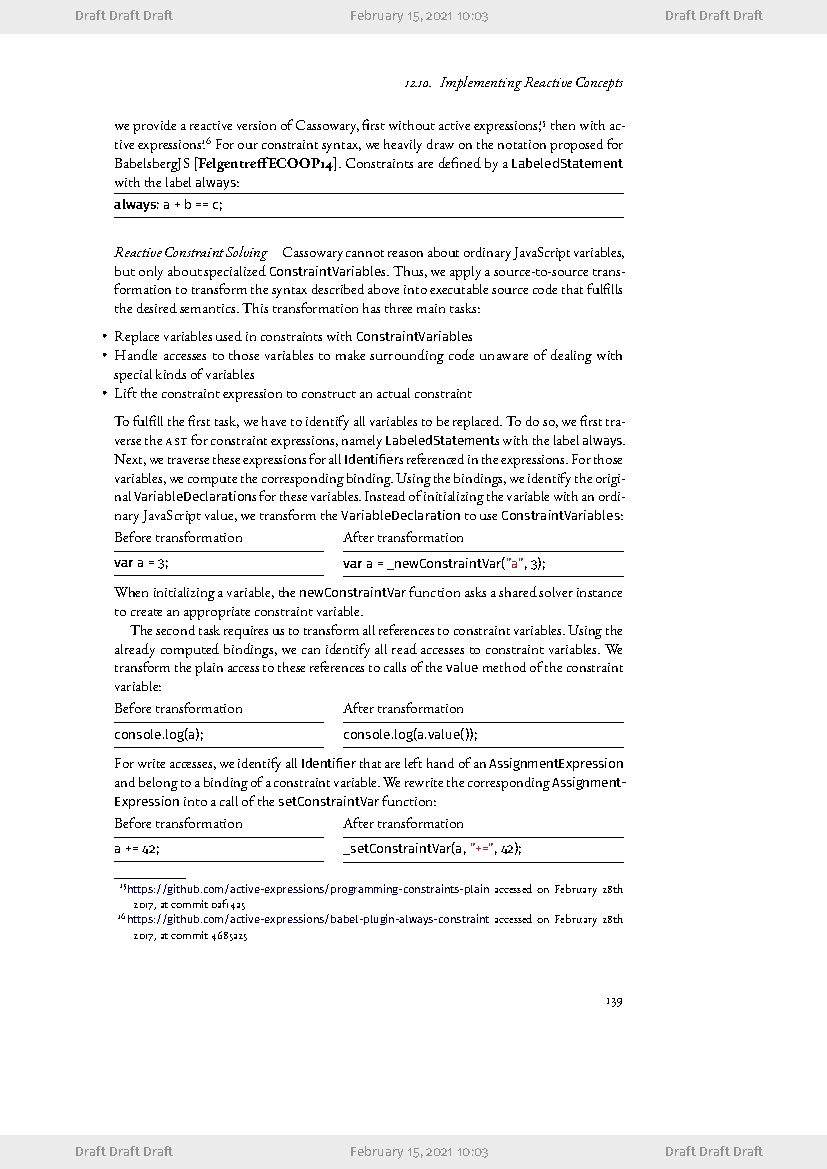 Draft Draft Draft February 15, 2021 10:03 Draft Draft Draft
12.10. Implementing Reactive Concepts
we provide a reactive version of Cassowary, first without active expressions,15 then with ac-
tive expressions.16 For our constraint syntax, we heavily draw on the notation proposed for
BabelsbergJS [FelgentreffECOOP14]. Constraints are defined by a LabeledStatement
with the label always:
always: a + b == c;
Reactive Constraint Solving Cassowary cannot reason about ordinary JavaScript variables,
but only about specialized ConstraintVariables. Thus, we apply a source-to-source trans-
formation to transform the syntax described above into executable source code that fulfills
the desired semantics. This transformation has three main tasks:
• Replace variables used in constraints with ConstraintVariables
• Handle accesses to those variables to make surrounding code unaware of dealing with
special kinds of variables
• Lift the constraint expression to construct an actual constraint
To fulfill the first task, we have to identify all variables to be replaced. To do so, we first tra-
verse the AST for constraint expressions, namely LabeledStatements with the label always.
Next, we traverse these expressions for all Identifiers referenced in the expressions. For those
variables, we compute the corresponding binding. Using the bindings, we identify the origi-
nal VariableDeclarations for these variables. Instead of initializing the variable with an ordi-
nary JavaScript value, we transform the VariableDeclaration to use ConstraintVariables:
Before transformation After transformation
var a = 3; var a = _newConstraintVar("a", 3);
When initializing a variable, the newConstraintVar function asks a shared solver instance
to create an appropriate constraint variable.
The second task requires us to transform all references to constraint variables. Using the
already computed bindings, we can identify all read accesses to constraint variables. We
transform the plain access to these references to calls of the value method of the constraint
variable:
Before transformation After transformation
console.log(a); console.log(a.value());
For write accesses, we identify all Identifier that are left hand of an AssignmentExpression
and belong to a binding of a constraint variable. We rewrite the corresponding Assignment-
Expression into a call of the setConstraintVar function:
Before transformation After transformation
a += 42; _setConstraintVar(a, "+=", 42);
15https://github.com/active-expressions/programming-constraints-plain accessed on February 28th
2017, at commit 0af14a5
16https://github.com/active-expressions/babel-plugin-always-constraint accessed on February 28th
2017, at commit 4685a25
139
Draft Draft Draft February 15, 2021 10:03 Draft Draft Draft